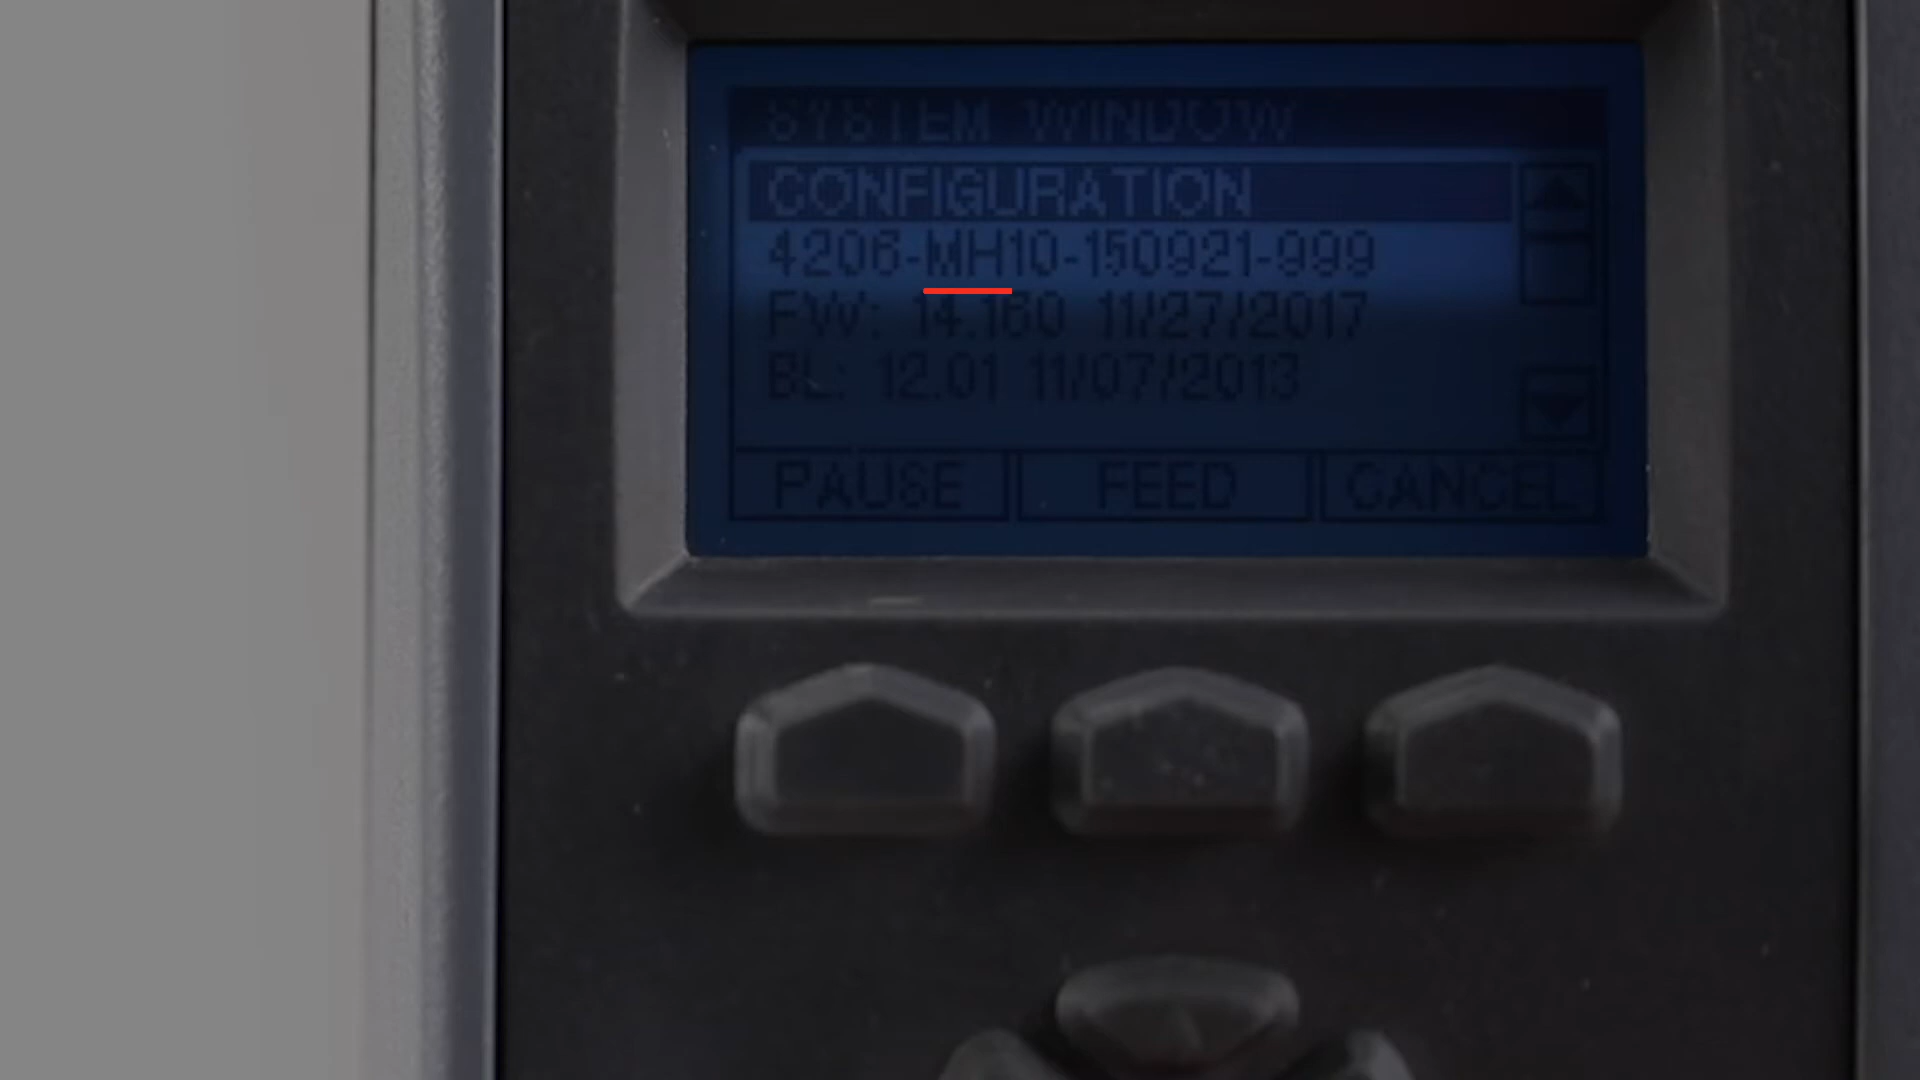 SYSTEM WINDOW
CONFIGURATION
4206-MH10-150921-999
FW: 14.160 11/27/2017
BL: 12.01 11/07/2013
PAUSE FEED CANCEL